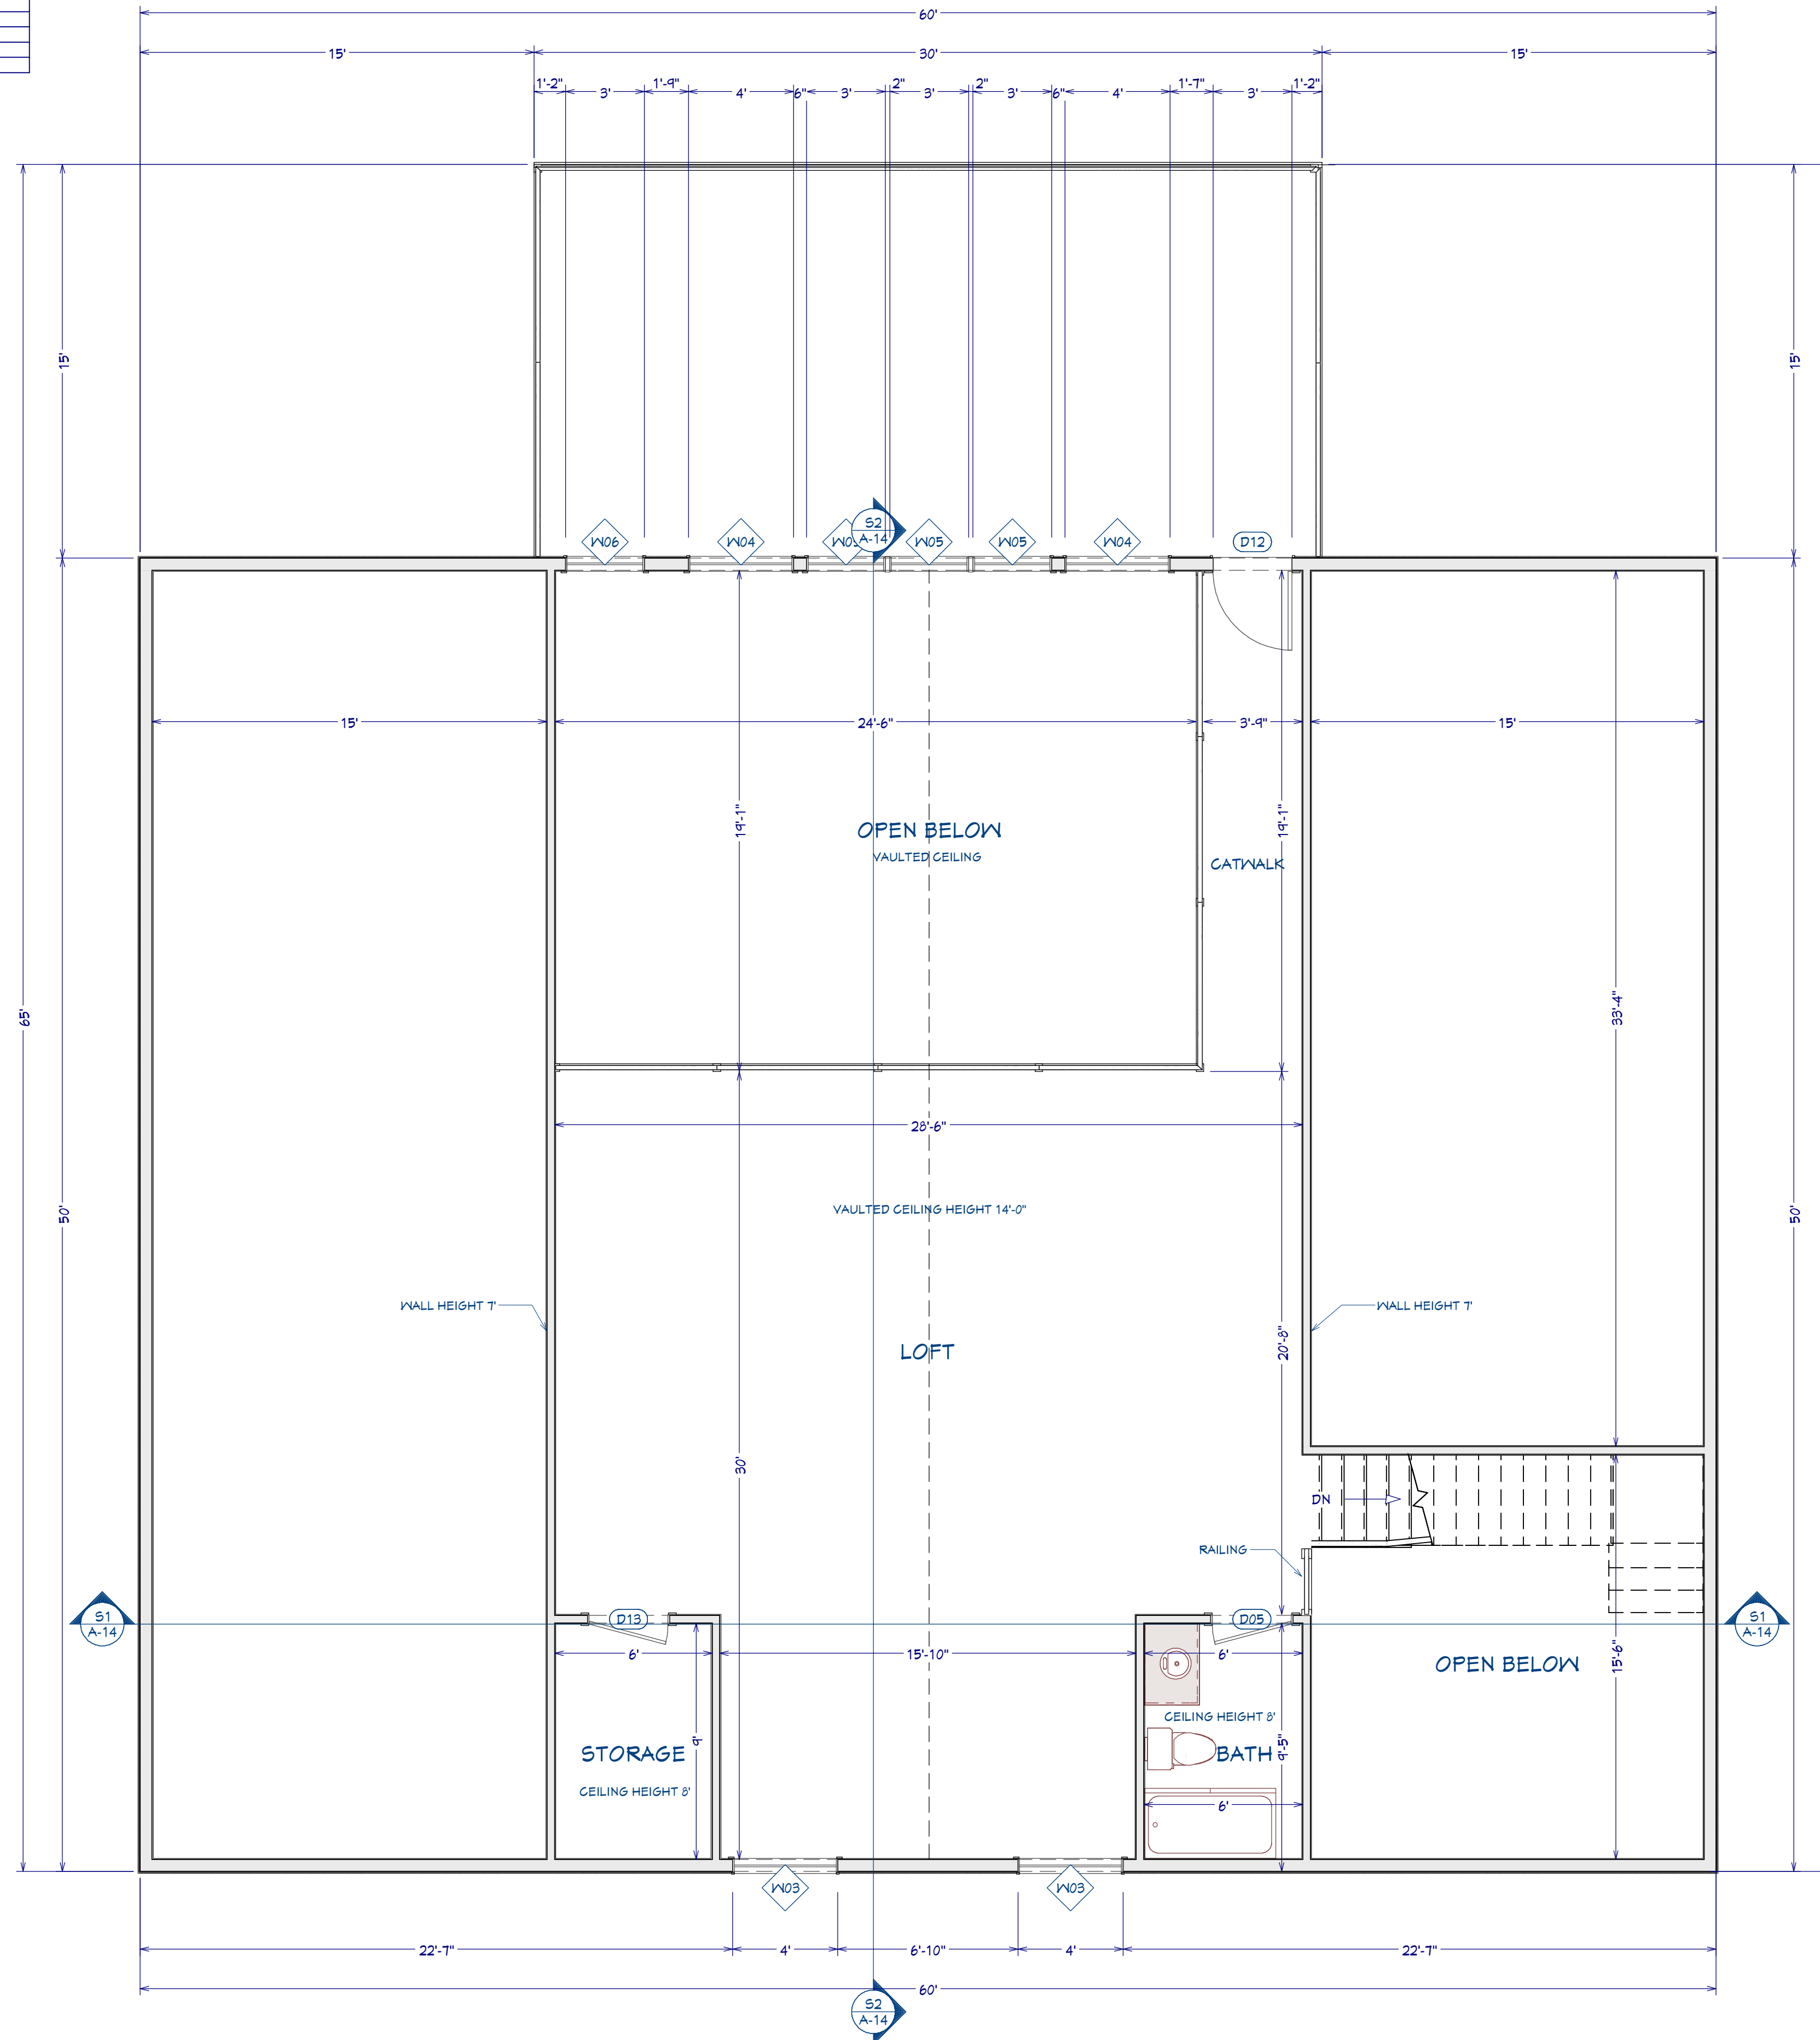 60'
15'
30'
15'
1'-2"
3'
1'-9"
4'
6"
3'
2"
3'
2"
3'
6"
4'
1'-7"
3'
1'-2"
15'
15'
65'
50'
50'
W06
W04
S2
A-14
W05
W05
W04
D12
15'
24'-6"
3'-9"
15'
19'-1"
19'-1"
OPEN BELOW
VAULTED CEILING
CATWALK
33'-4"
28'-6"
VAULTED CEILING HEIGHT 14'-0"
WALL HEIGHT 7'
WALL HEIGHT 7'
LOFT
20'-8"
30'
DN
RAILING
S1
A-14
D13
D05
S1
A-14
6'
15'-10"
6'
OPEN BELOW
15'-6"
CEILING HEIGHT 8'
STORAGE
9'
BATH
9'-5"
CEILING HEIGHT 8'
6'
W03
W03
22'-7"
4'
6'-10"
4'
22'-7"
60'
S2
A-14